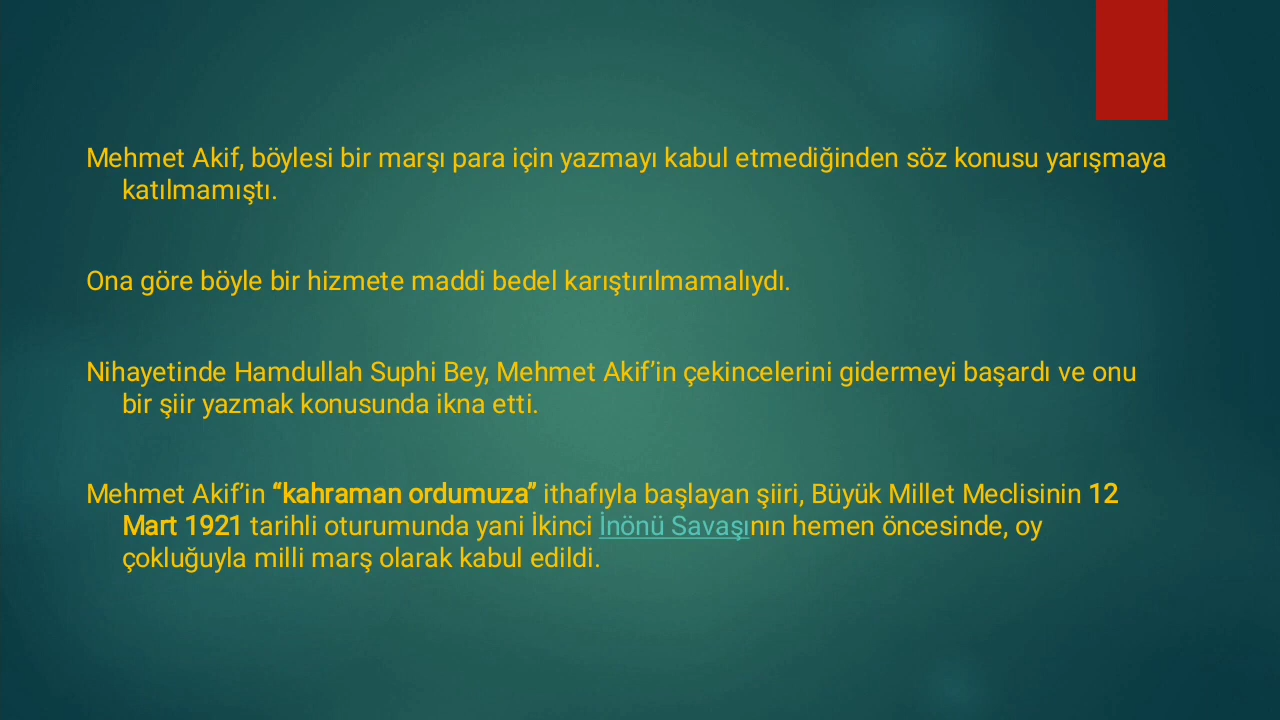 Mehmet Akif, böylesi bir marşı para için yazmayı kabul etmediğinden söz konusu yarışmaya
katılmamıştı.
Ona göre böyle bir hizmete maddi bedel karıştırılmamalıydı.
Nihayetinde Hamdullah Suphi Bey, Mehmet Akif’in çekincelerini gidermeyi başardı ve onu
bir şiir yazmak konusunda ikna etti.
Mehmet Akif’in “kahraman ordumuza” ithafıyla başlayan şiiri, Büyük Millet Meclisinin 12
Mart 1921 tarihli oturumunda yani İkinci İnönü Savaşının hemen öncesinde, oy
çokluğuyla milli marş olarak kabul edildi.